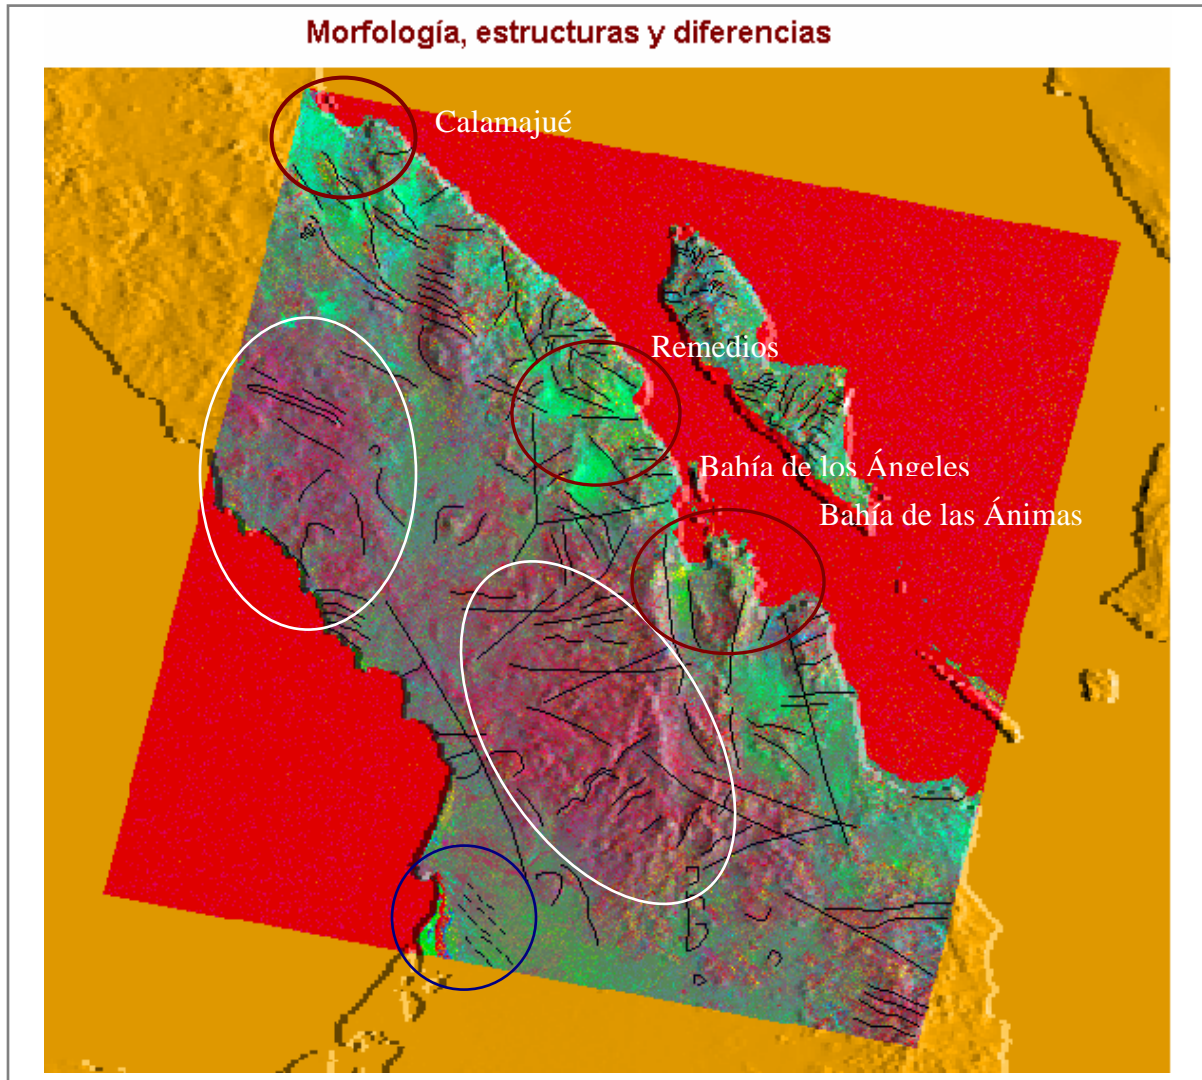 Morfología, estructuras y diferencias
Calamajué
Remedios
Bahía de los Ángeles
Bahía de las Ánimas